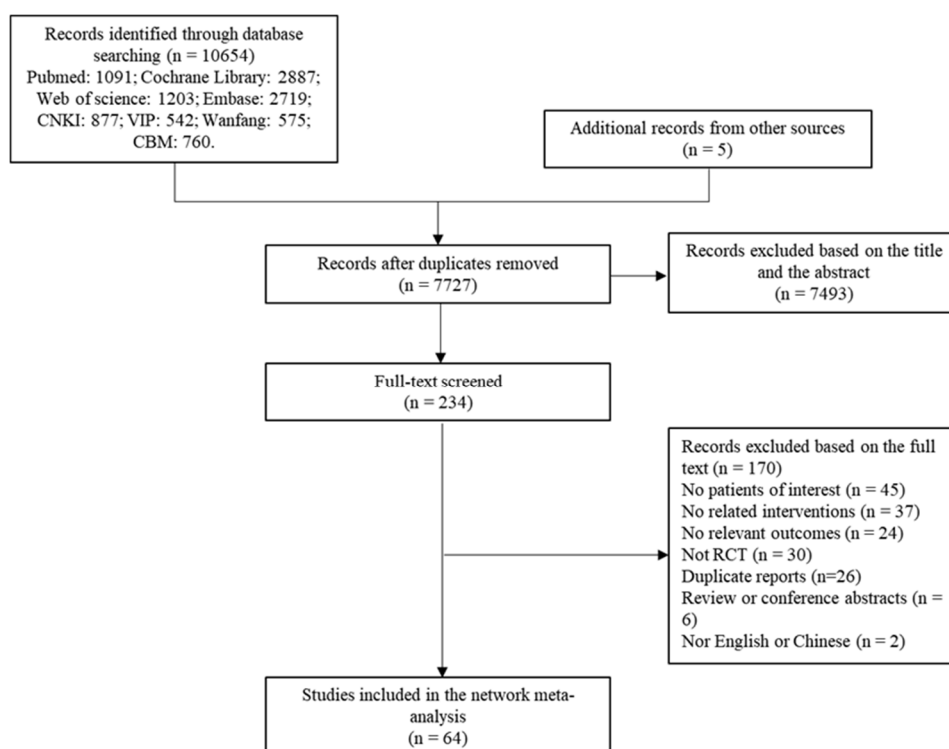 Records identified through database
searching (n = 10654)
Pubmed: 1091; Cochrane Library: 2887;
Web of science: 1203; Embase: 2719;
CNKI: 877; VIP: 542; Wanfang: 575;
CBM: 760.
Additional records from other sources
(n = 5)
Records after duplicates removed
(n = 7727)
Records excluded based on the title
and the abstract
(n = 7493)
Full-text screened
(n = 234)
Records excluded based on the full
text (n = 170)
No patients of interest (n = 45)
No related interventions (n = 37)
No relevant outcomes (n = 24)
Not RCT (n = 30)
Duplicate reports (n=26)
Review or conference abstracts (n =
6)
Nor English or Chinese (n = 2)
Studies included in the network meta-
analysis
(n = 64)